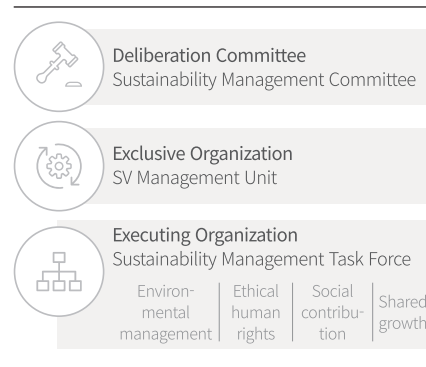 Deliberation Committee
Sustainability Management Committee
Exclusive Organization
SV Management Unit
Executing Organization
Sustainability Management Task Force
Environ-
mental
management
Ethical
human
rights
Social
contribu-
tion
Shared
growth